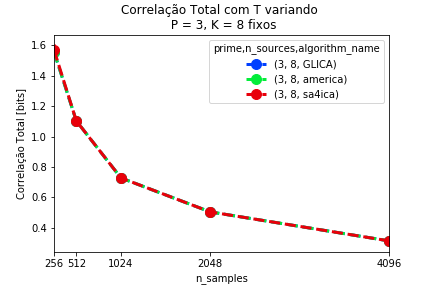 Correlação Total com T variando
P = 3, K = 8 fixos
prime,n_sources,algorithm_name
(3, 8, GLICA)
(3, 8, america)
(3, 8, sa4ica)
Correlação Total [bits]
1.6
1.4
1.2
1.0
0.8
0.6
0.4
256 512 1024 2048 4096
n_samples